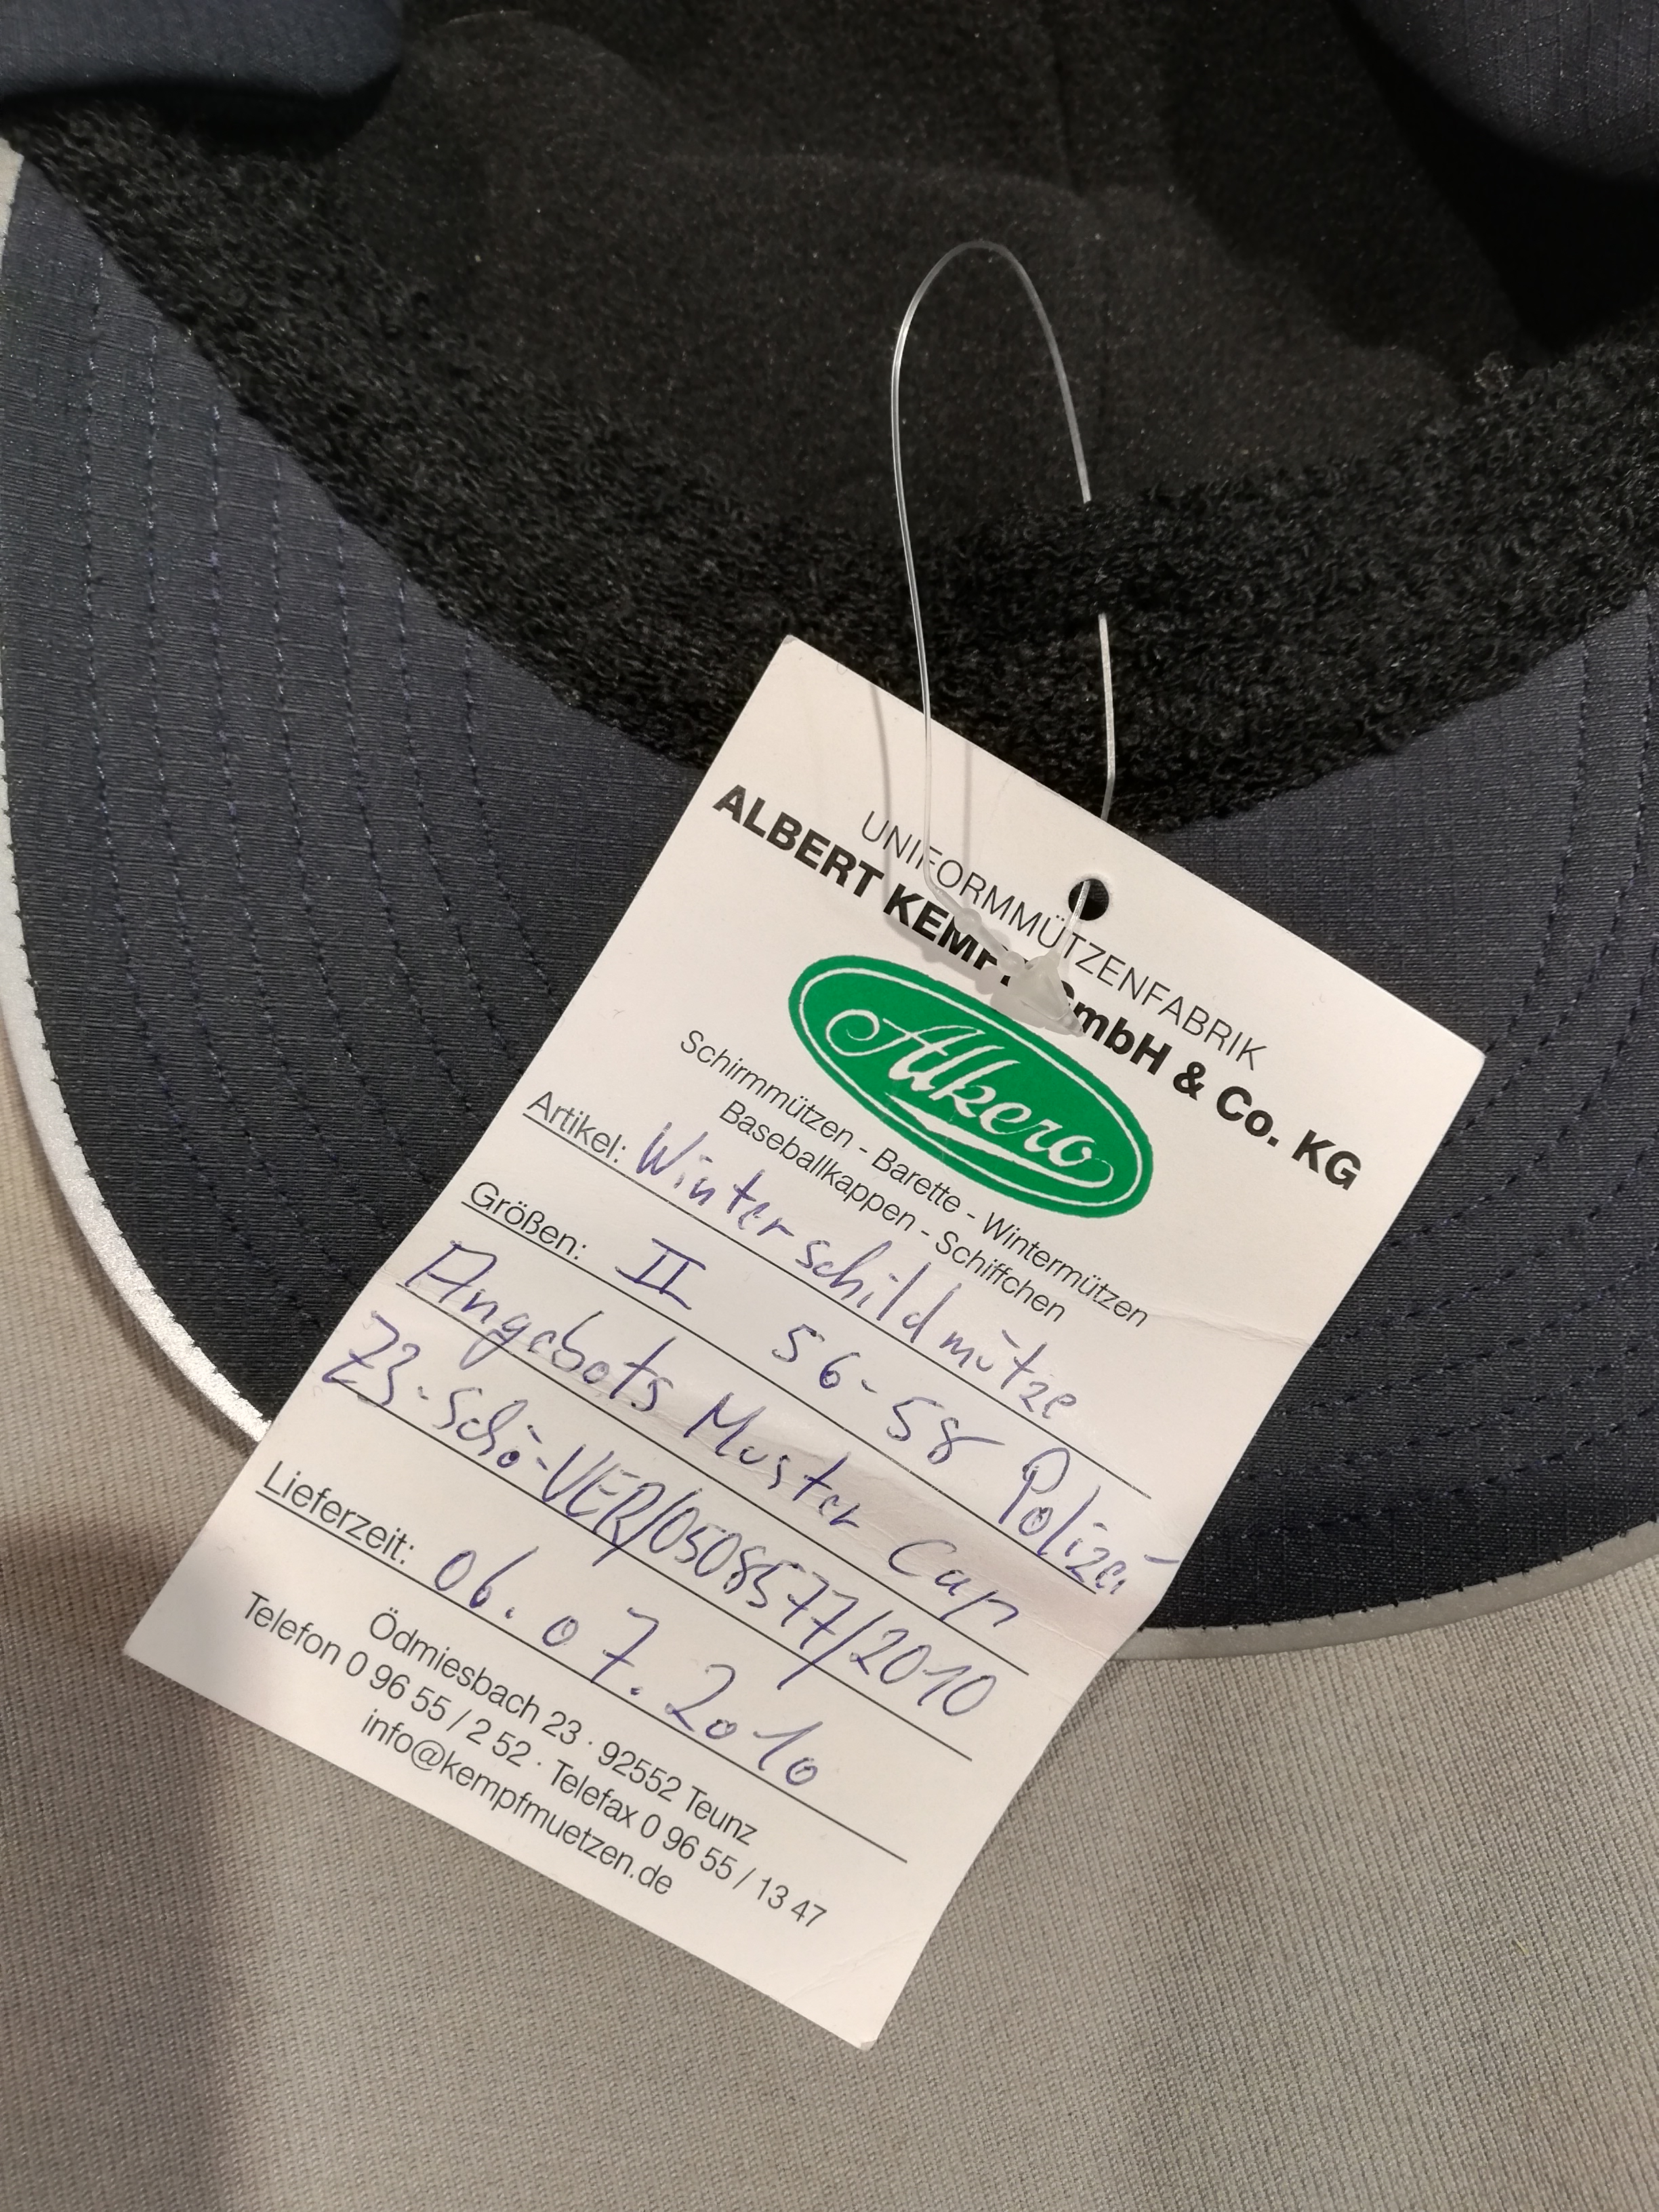 UNIFORMMÜTZENFABRIK
ALBERT KEMPF GmbH & Co. KG
Alkero
Schirmmützen - Barette - Wintermützen
Baseballkappen - Schiffchen
Artikel: Winterschildmütze
Größen: II 56-58 Polizei
Angebots Muster Cap
Z3-Schö-VER/0508577/2010
Lieferzeit: 06.07.2010
Ödmiesbach 23 · 92552 Teunz
Telefon 0 96 55 / 2 52 · Telefax 0 96 55 / 13 47
info@kempfmuetzen.de